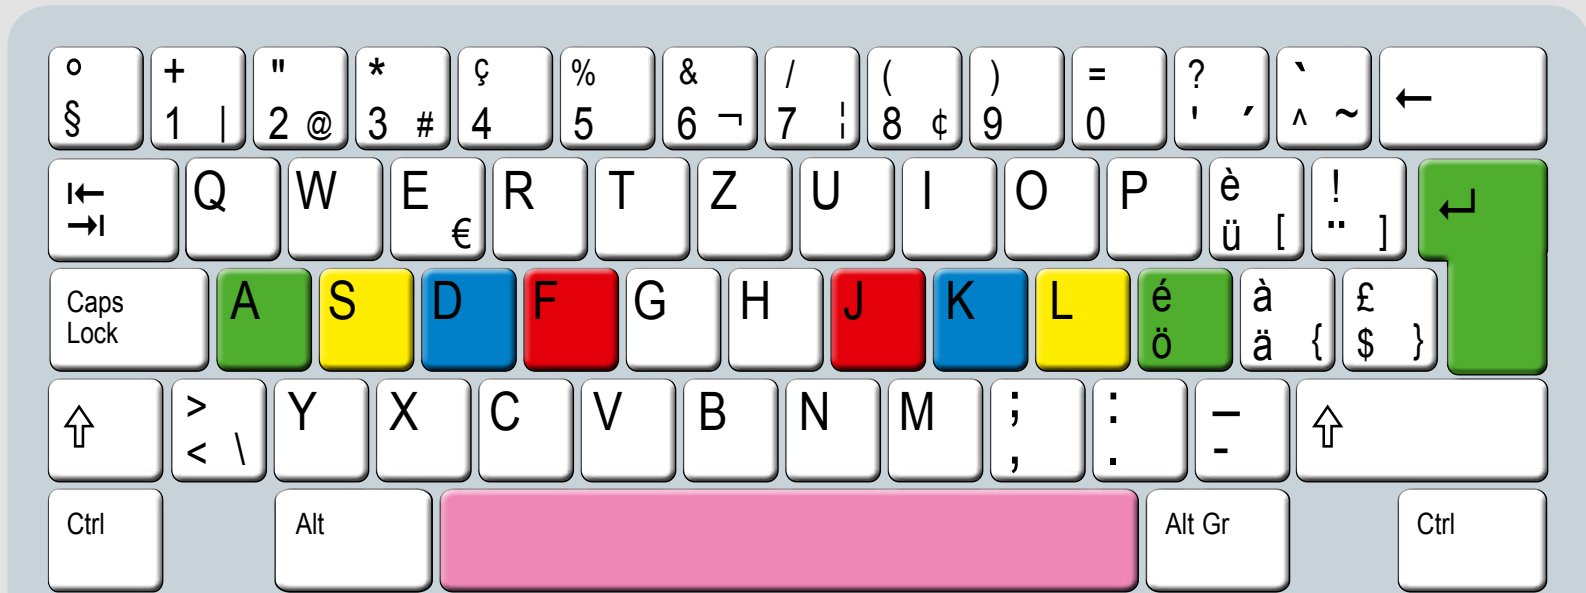 ° + " * ç % & / ( ) = ? `
§ 1 | 2 @ 3 # 4 5 6 ¬ 7 ¦ 8 ¢ 9 0 ' ´ ^ ~ ←
⇤ Q W E R T Z U I O P è ! ↵
⇥ € ü [ ¨ ]
Caps A S D F G H J K L é à £
Lock ö ä { $ }
⇧ > Y X C V B N M ; : _ ⇧
< \ , . -
Ctrl Alt Alt Gr Ctrl